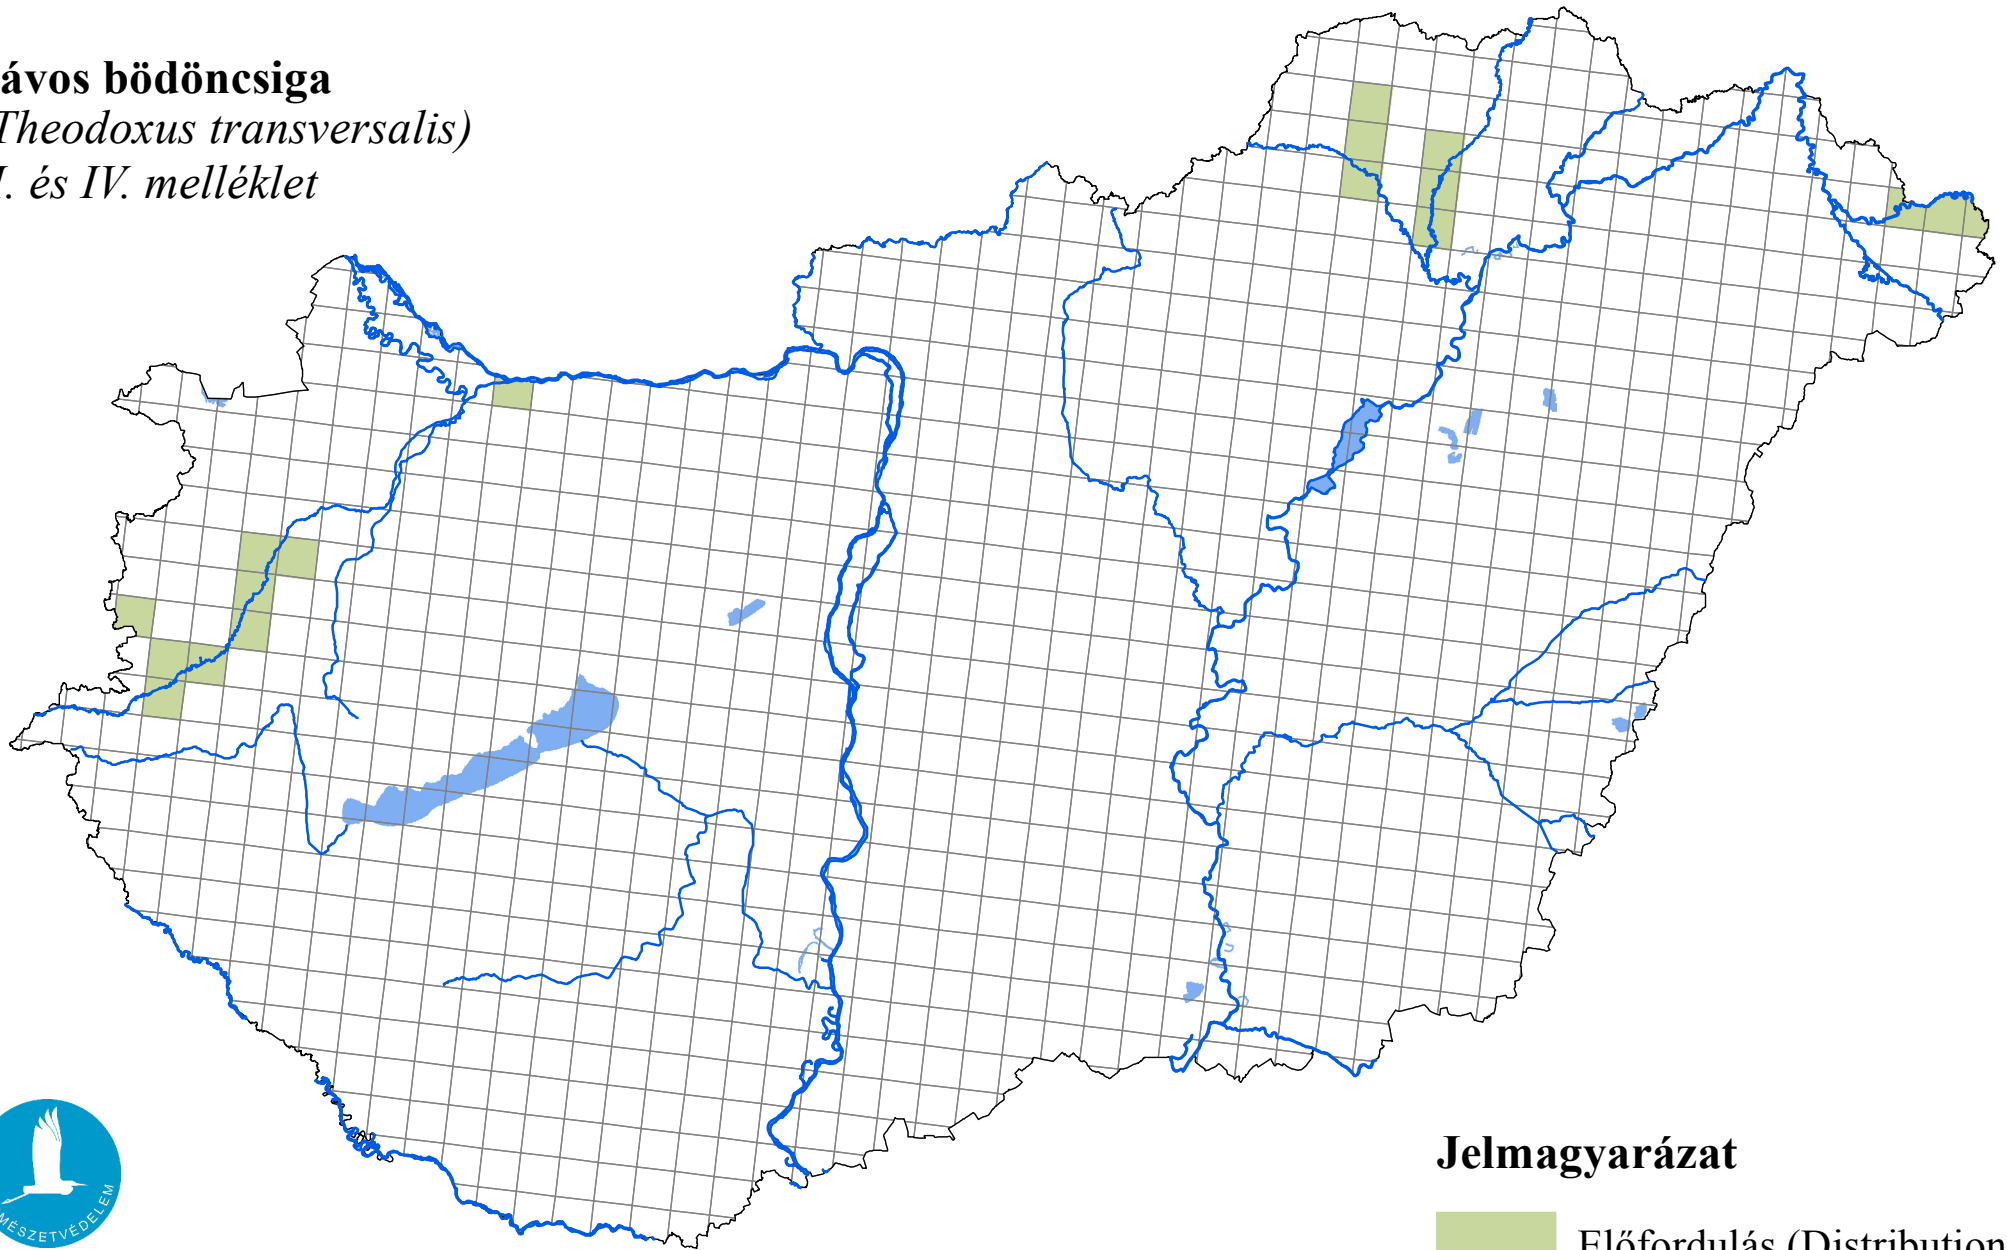 ávos bödöncsiga
Theodoxus transversalis)
I. és IV. melléklet
Jelmagyarázat
Előfordulás (Distribution
MÉSZETVÉDELEM